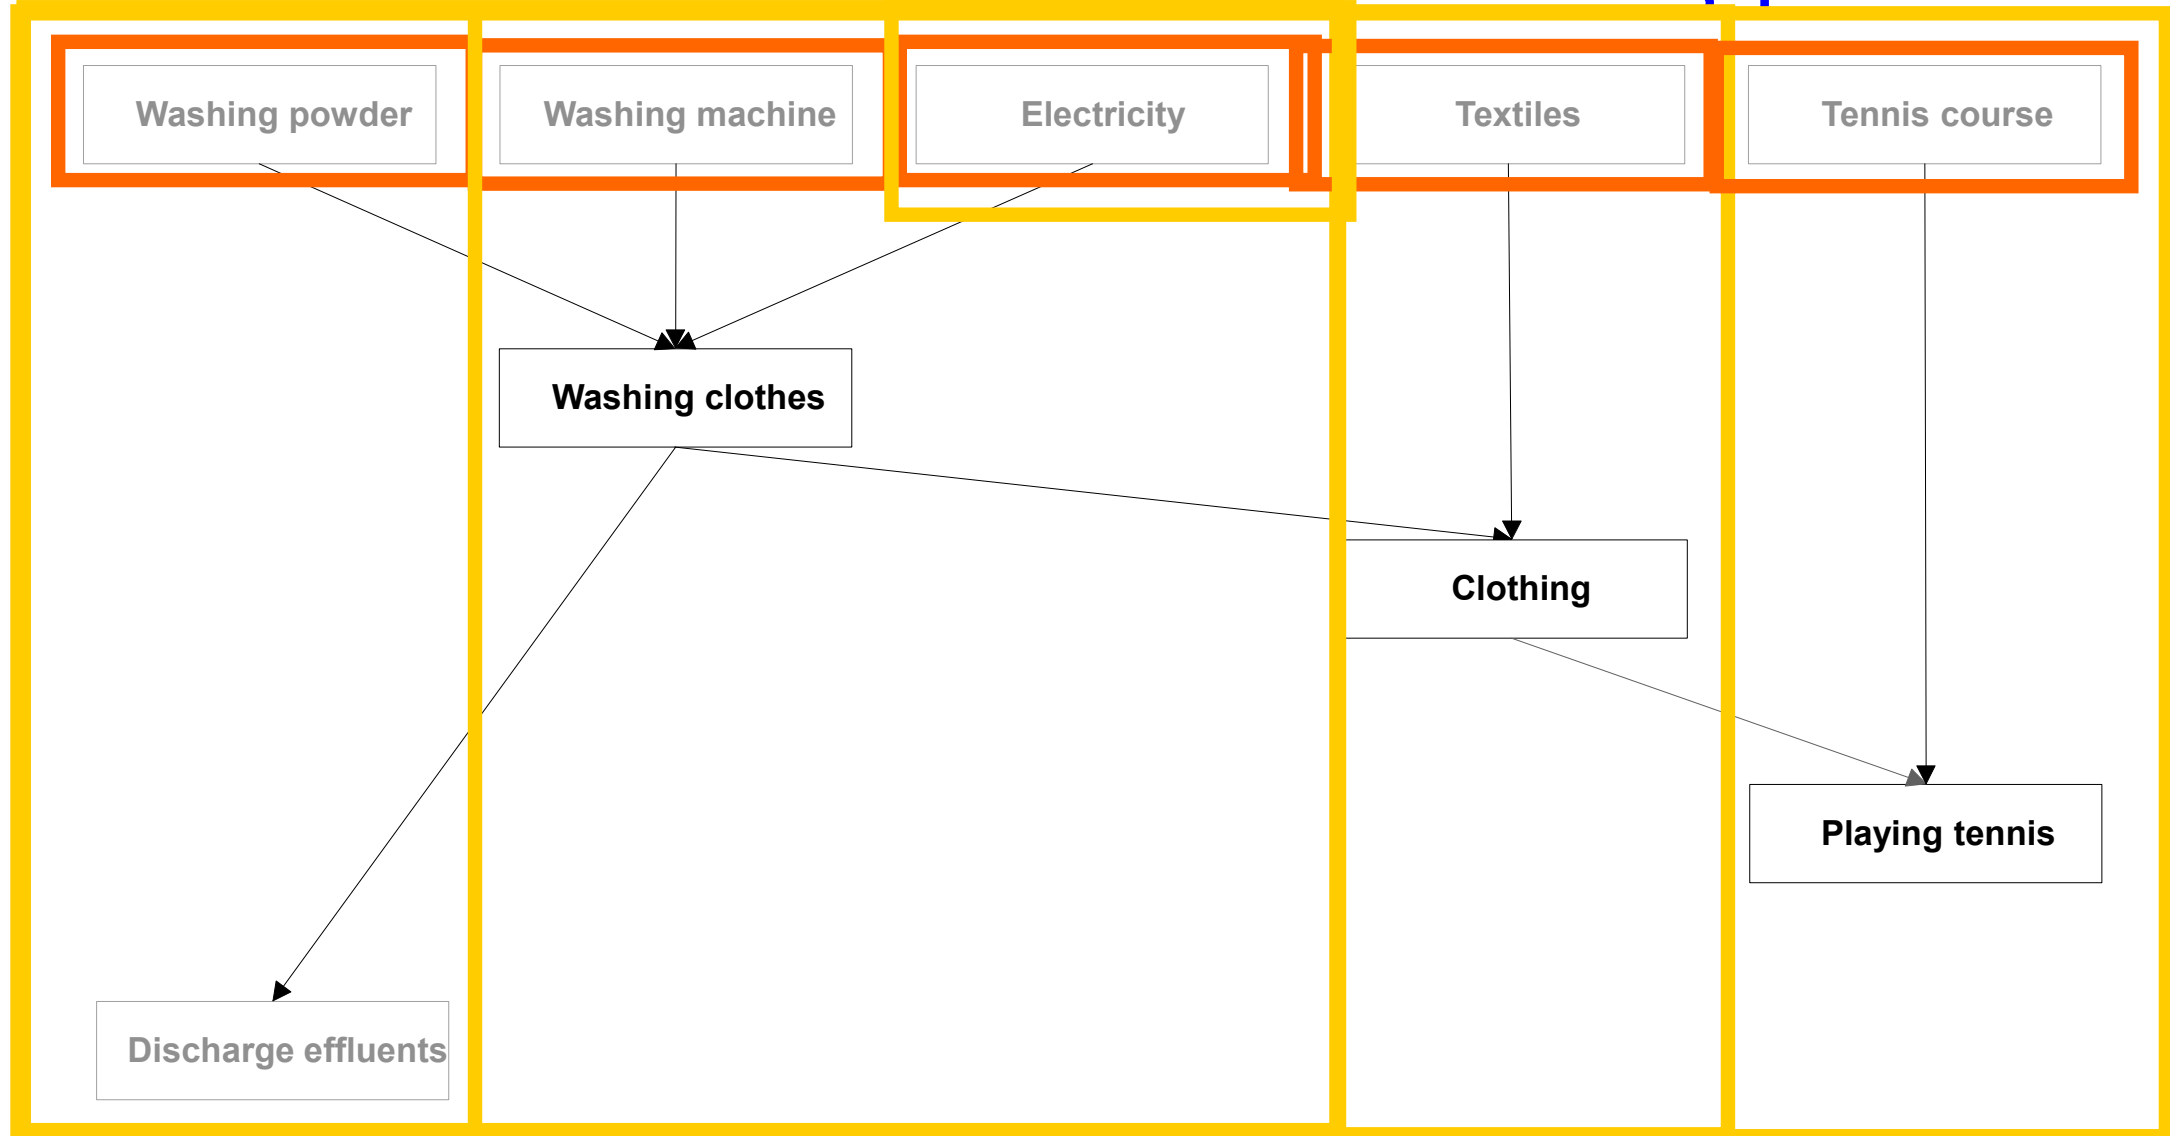 Washing powder
Washing machine
Electricity
Textiles
Tennis course
Washing clothes
Clothing
Playing tennis
Discharge effluents